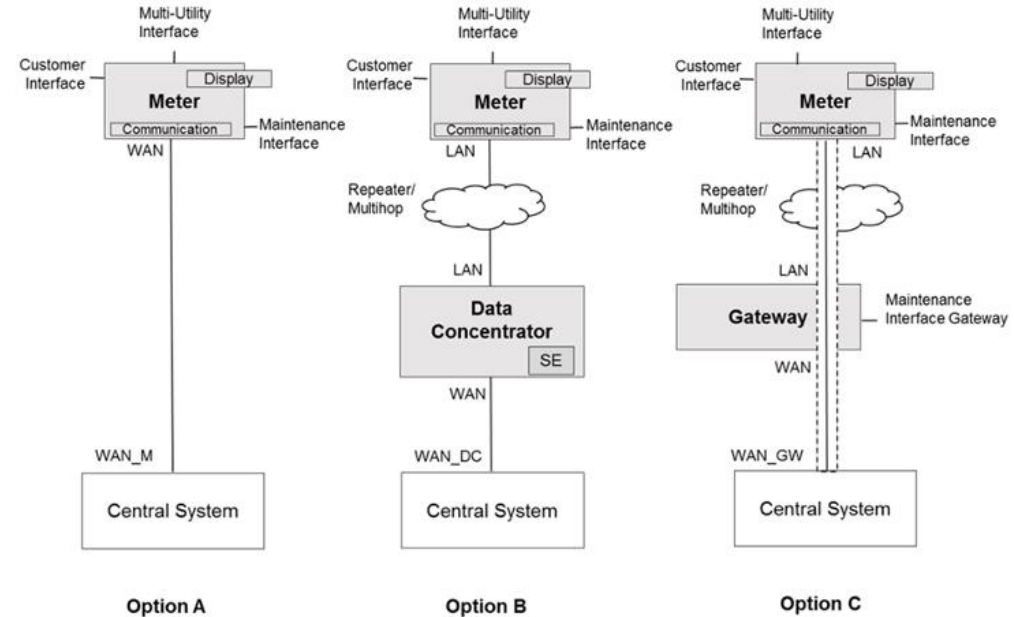 Multi-Utility
Interface
Customer
Interface
Display
Meter
Communication
Maintenance
Interface
WAN
WAN_M
Central System
Option A
Multi-Utility
Interface
Customer
Interface
Display
Meter
Communication
Maintenance
Interface
LAN
Repeater/
Multihop
LAN
Data
Concentrator
SE
WAN
WAN_DC
Central System
Option B
Multi-Utility
Interface
Customer
Interface
Display
Meter
Communication
Maintenance
Interface
LAN
Repeater/
Multihop
LAN
Gateway
Maintenance
Interface Gateway
WAN
WAN_GW
Central System
Option C